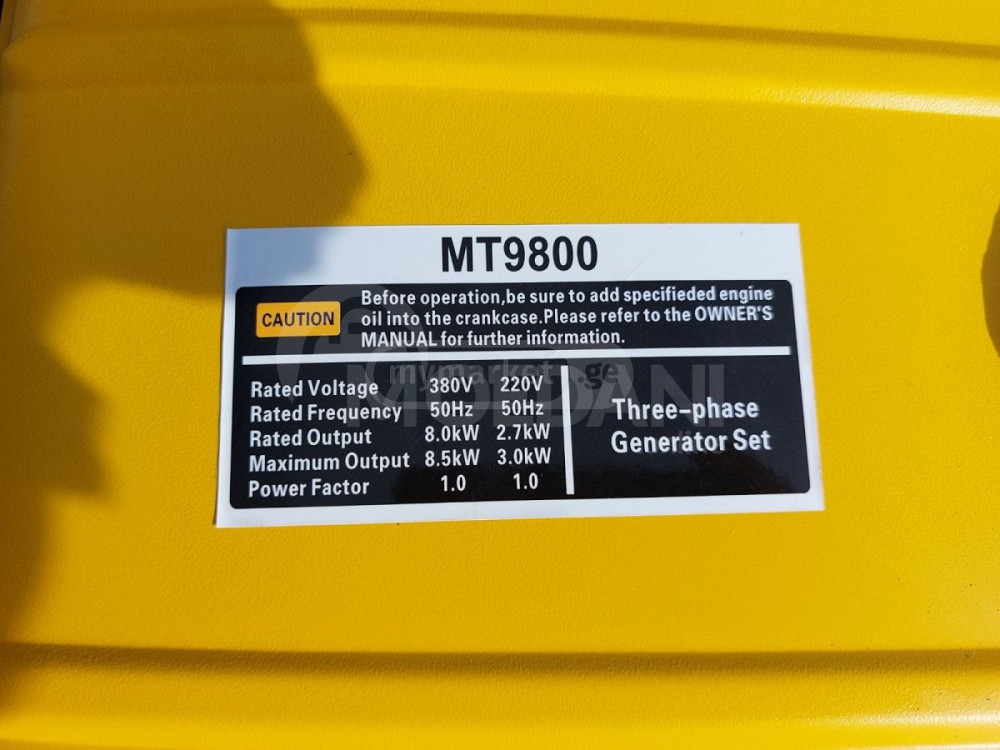 MT9800
CAUTION
Before operation,be sure to add specifieded engine
oil into the crankcase.Please refer to the OWNER'S
MANUAL for further information.
Rated Voltage 380V 220V
Rated Frequency 50Hz 50Hz
Rated Output 8.0kW 2.7kW
Maximum Output 8.5kW 3.0kW
Power Factor 1.0 1.0
Three-phase
Generator Set
mymarket.ge